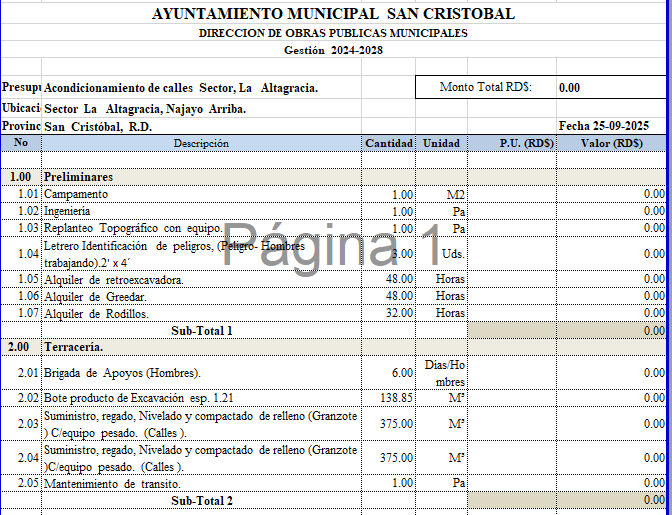 AYUNTAMIENTO MUNICIPAL SAN CRISTOBAL
DIRECCION DE OBRAS PUBLICAS MUNICIPALES
Gestión 2024-2028
Presupu Acondicionamiento de calles Sector, La Altagracia. Monto Total RD$: 0.00
Ubicaci Sector La Altagracia, Najayo Arriba.
Provinc San Cristóbal, R.D. Fecha 25-09-2025
No Descripción Cantidad Unidad P.U. (RD$) Valor (RD$)
1.00 Preliminares
1.01 Campamento 1.00 M2 0.00
1.02 Ingenieria 1.00 Pa 0.00
1.03 Replanteo Topográfico con equipo. 1.00 Pa 0.00
1.04 Letrero Identificación de peligros, (Peligro- Hombres
trabajando).2' x 4´ 3.00 Uds. 0.00
1.05 Alquiler de retroexcavadora. 48.00 Horas 0.00
1.06 Alquiler de Greedar. 48.00 Horas 0.00
1.07 Alquiler de Rodillos. 32.00 Horas 0.00
Sub-Total 1 0.00
2.00 Terracería.
2.01 Brigada de Apoyos (Hombres). 6.00 Dias/Ho
mbres 0.00
2.02 Bote producto de Excavación esp. 1.21 138.85 M³ 0.00
2.03 Suministro, regado, Nivelado y compactado de relleno (Granzote
) C/equipo pesado. (Calles ). 375.00 M³ 0.00
2.04 Suministro, regado, Nivelado y compactado de relleno (Granzote
)C/equipo pesado. (Calles ). 375.00 M³ 0.00
2.05 Mantenimiento de transito. 1.00 Pa 0.00
Sub-Total 2 0.00
Página 1